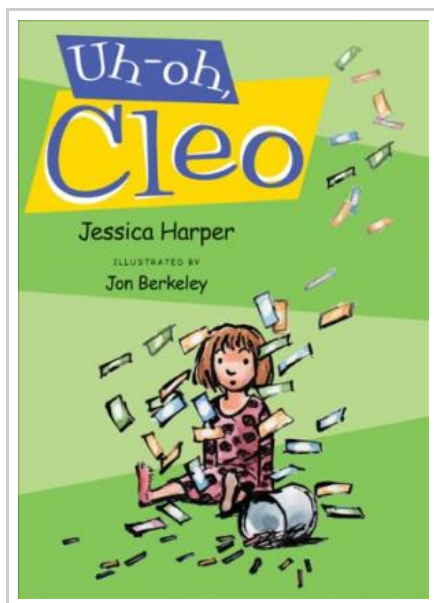 Uh-oh,
Cleo
Jessica Harper
ILLUSTRATED BY
Jon Berkeley